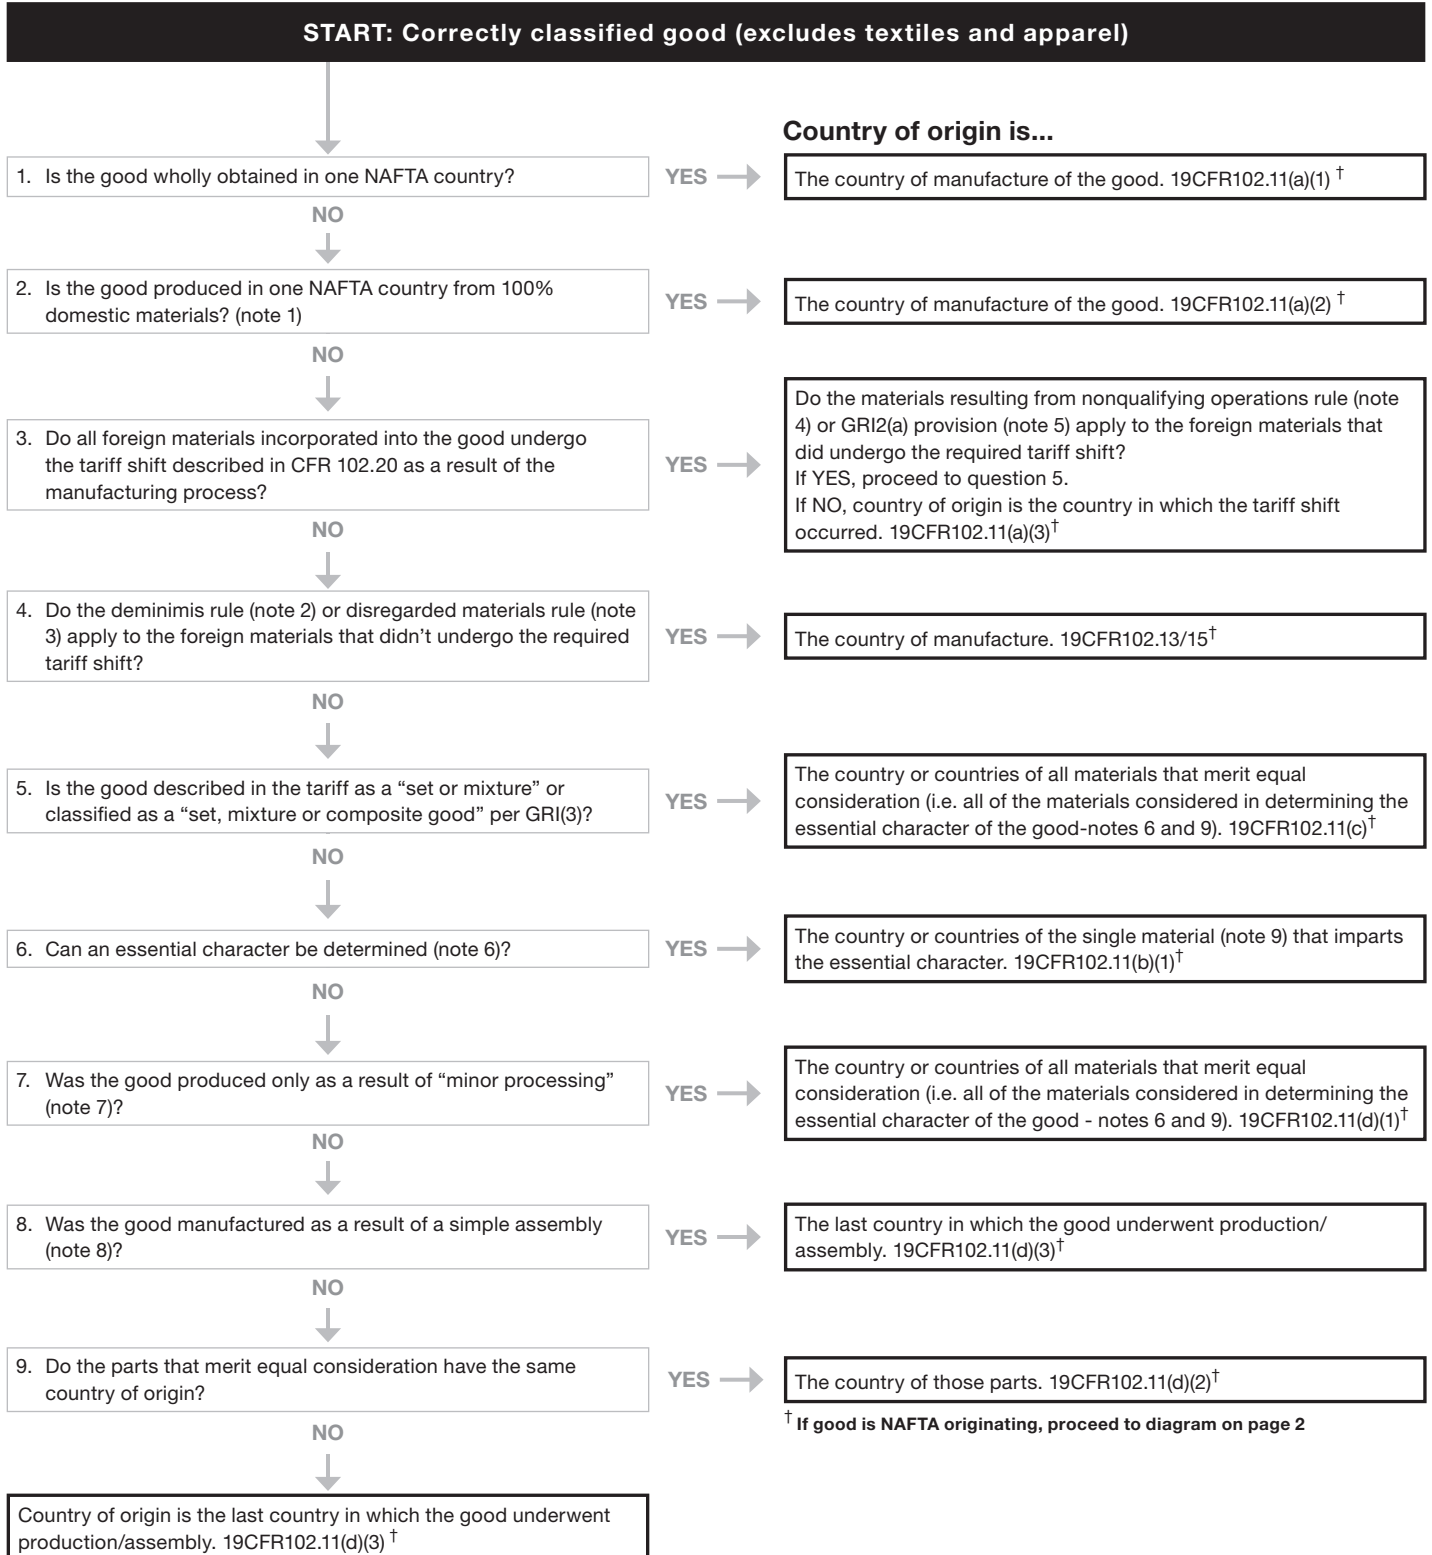 START: Correctly classified good (excludes textiles and apparel)
Country of origin is...
1. Is the good wholly obtained in one NAFTA country?
YES
The country of manufacture of the good. 19CFR102.11(a)(1) †
NO
2. Is the good produced in one NAFTA country from 100%
domestic materials? (note 1)
YES
The country of manufacture of the good. 19CFR102.11(a)(2) †
NO
3. Do all foreign materials incorporated into the good undergo
the tariff shift described in CFR 102.20 as a result of the
manufacturing process?
YES
Do the materials resulting from nonqualifying operations rule (note
4) or GRI2(a) provision (note 5) apply to the foreign materials that
did undergo the required tariff shift?
If YES, proceed to question 5.
If NO, country of origin is the country in which the tariff shift
occurred. 19CFR102.11(a)(3)†
NO
4. Do the deminimis rule (note 2) or disregarded materials rule (note
3) apply to the foreign materials that didn't undergo the required
tariff shift?
YES
The country of manufacture. 19CFR102.13/15†
NO
5. Is the good described in the tariff as a “set or mixture” or
classified as a “set, mixture or composite good” per GRI(3)?
YES
The country or countries of all materials that merit equal
consideration (i.e. all of the materials considered in determining the
essential character of the good-notes 6 and 9). 19CFR102.11(c)†
NO
6. Can an essential character be determined (note 6)?
YES
The country or countries of the single material (note 9) that imparts
the essential character. 19CFR102.11(b)(1)†
NO
7. Was the good produced only as a result of “minor processing”
(note 7)?
YES
The country or countries of all materials that merit equal
consideration (i.e. all of the materials considered in determining the
essential character of the good - notes 6 and 9). 19CFR102.11(d)(1)†
NO
8. Was the good manufactured as a result of a simple assembly
(note 8)?
YES
The last country in which the good underwent production/
assembly. 19CFR102.11(d)(3)†
NO
9. Do the parts that merit equal consideration have the same
country of origin?
YES
The country of those parts. 19CFR102.11(d)(2)†
† If good is NAFTA originating, proceed to diagram on page 2
NO
Country of origin is the last country in which the good underwent
production/assembly. 19CFR102.11(d)(3) †